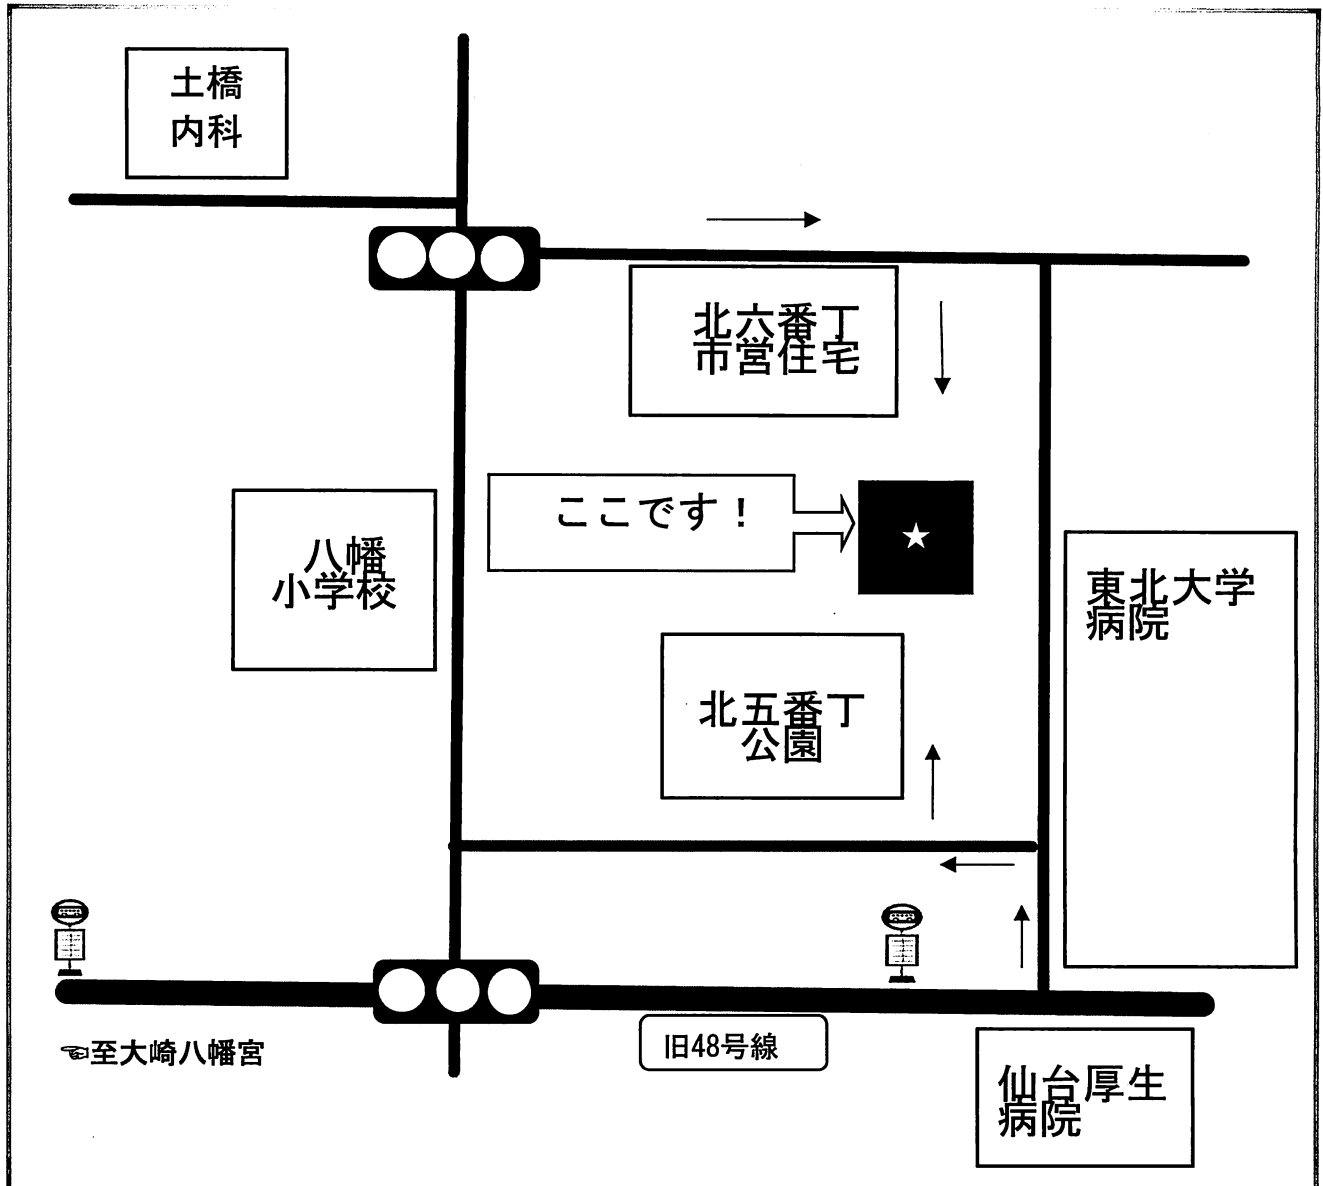 土橋
内科
北六番丁
市営住宅
ここです！
八幡
小学校
東北大学
病院
北五番丁
公園
☜至大崎八幡宮
旧48号線
仙台厚生
病院